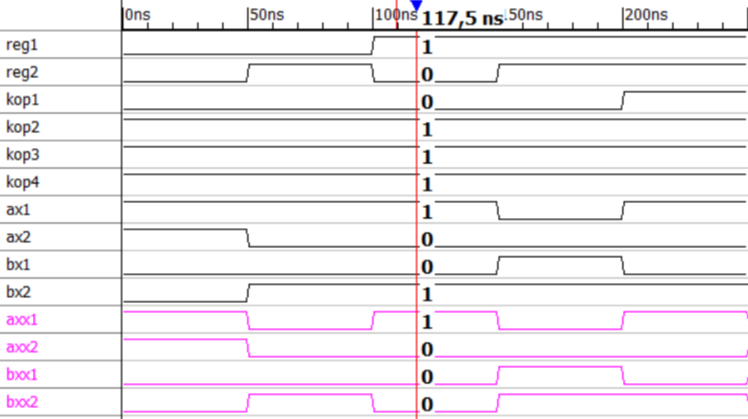 0ns 50ns 100ns 117,5 ns 150ns 200ns
reg1 1
reg2 0
kop1 0
kop2 1
kop3 1
kop4 1
ax1 1
ax2 0
bx1 0
bx2 1
axx1 1
axx2 0
bxx1 0
bxx2 0